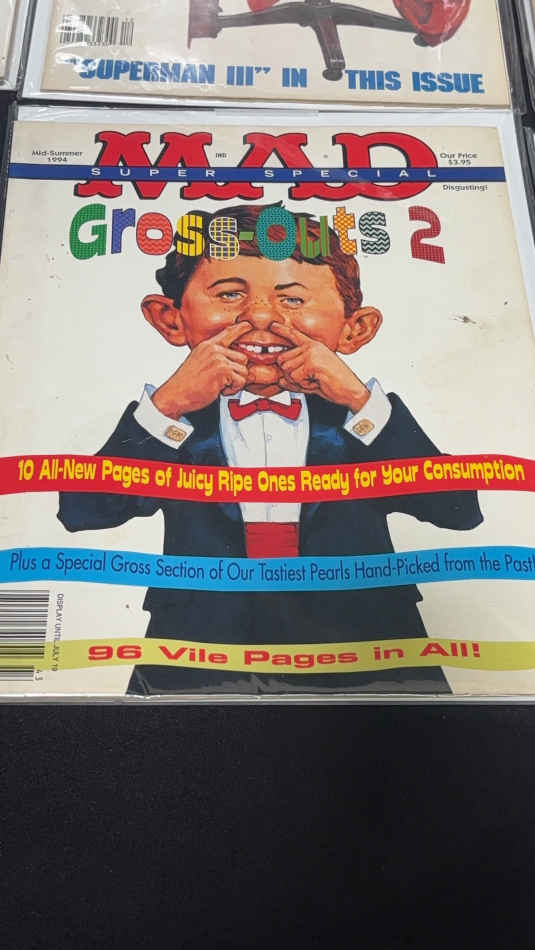 "SUPERMAN III" IN THIS ISSUE
Mid-Summer
1994
MAD
IND
Our Price
$3.95
SUPER SPECIAL
Disgusting!
Gross-Outs 2
10 All-New Pages of Juicy Ripe Ones Ready for Your Consumption
Plus a Special Gross Section of Our Tastiest Pearls Hand-Picked from the Past!
DISPLAY UNTIL JULY 19
96 Vile Pages in All!
43